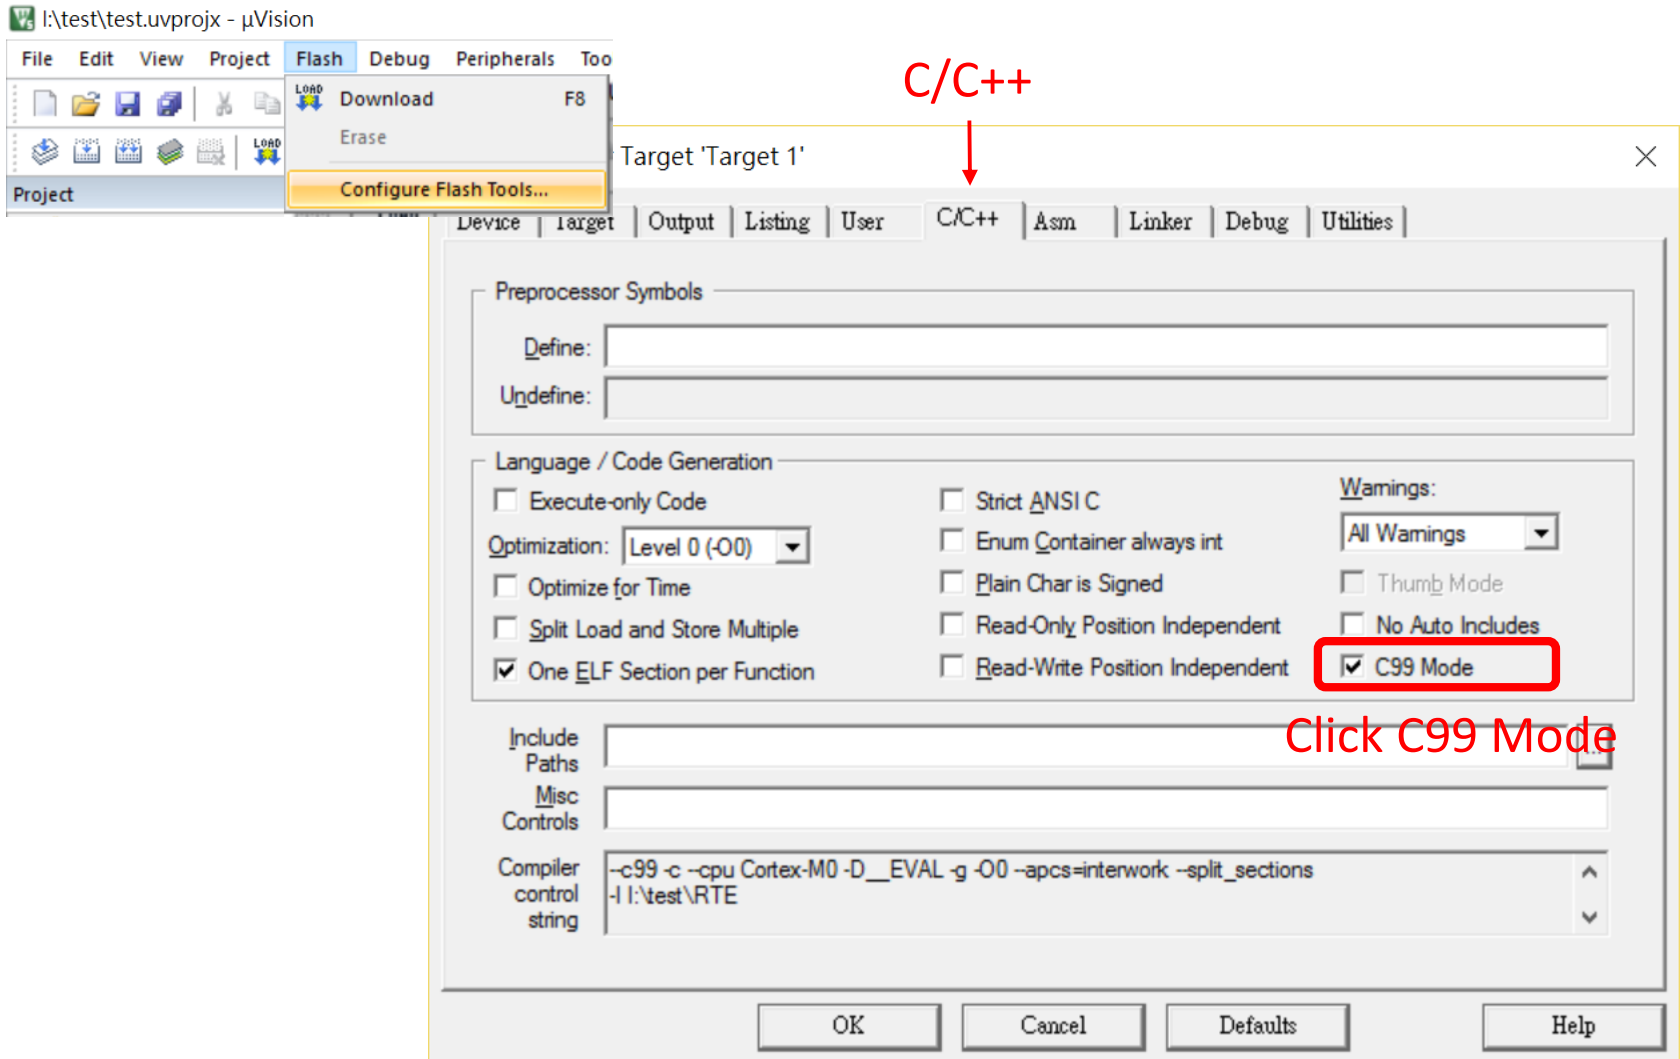 I:\test\test.uvprojx - µVision
File Edit View Project Flash Debug Peripherals Too
LOAD Download F8
Erase
LOAD
Configure Flash Tools...
Project
C/C++
Target 'Target 1'
Device Target Output Listing User C/C++ Asm Linker Debug Utilities
Preprocessor Symbols
Define:
Undefine:
Language / Code Generation
Execute-only Code
Optimization: Level 0 (-O0)
Optimize for Time
Split Load and Store Multiple
One ELF Section per Function
Strict ANSI C
Enum Container always int
Plain Char is Signed
Read-Only Position Independent
Read-Write Position Independent
Warnings:
All Warnings
Thumb Mode
No Auto Includes
C99 Mode
Click C99 Mode
Include
Paths
...
Misc
Controls
Compiler
control
string
--c99 -c --cpu Cortex-M0 -D__EVAL -g -O0 --apcs=interwork --split_sections
-I I:\test\RTE
OK Cancel Defaults Help